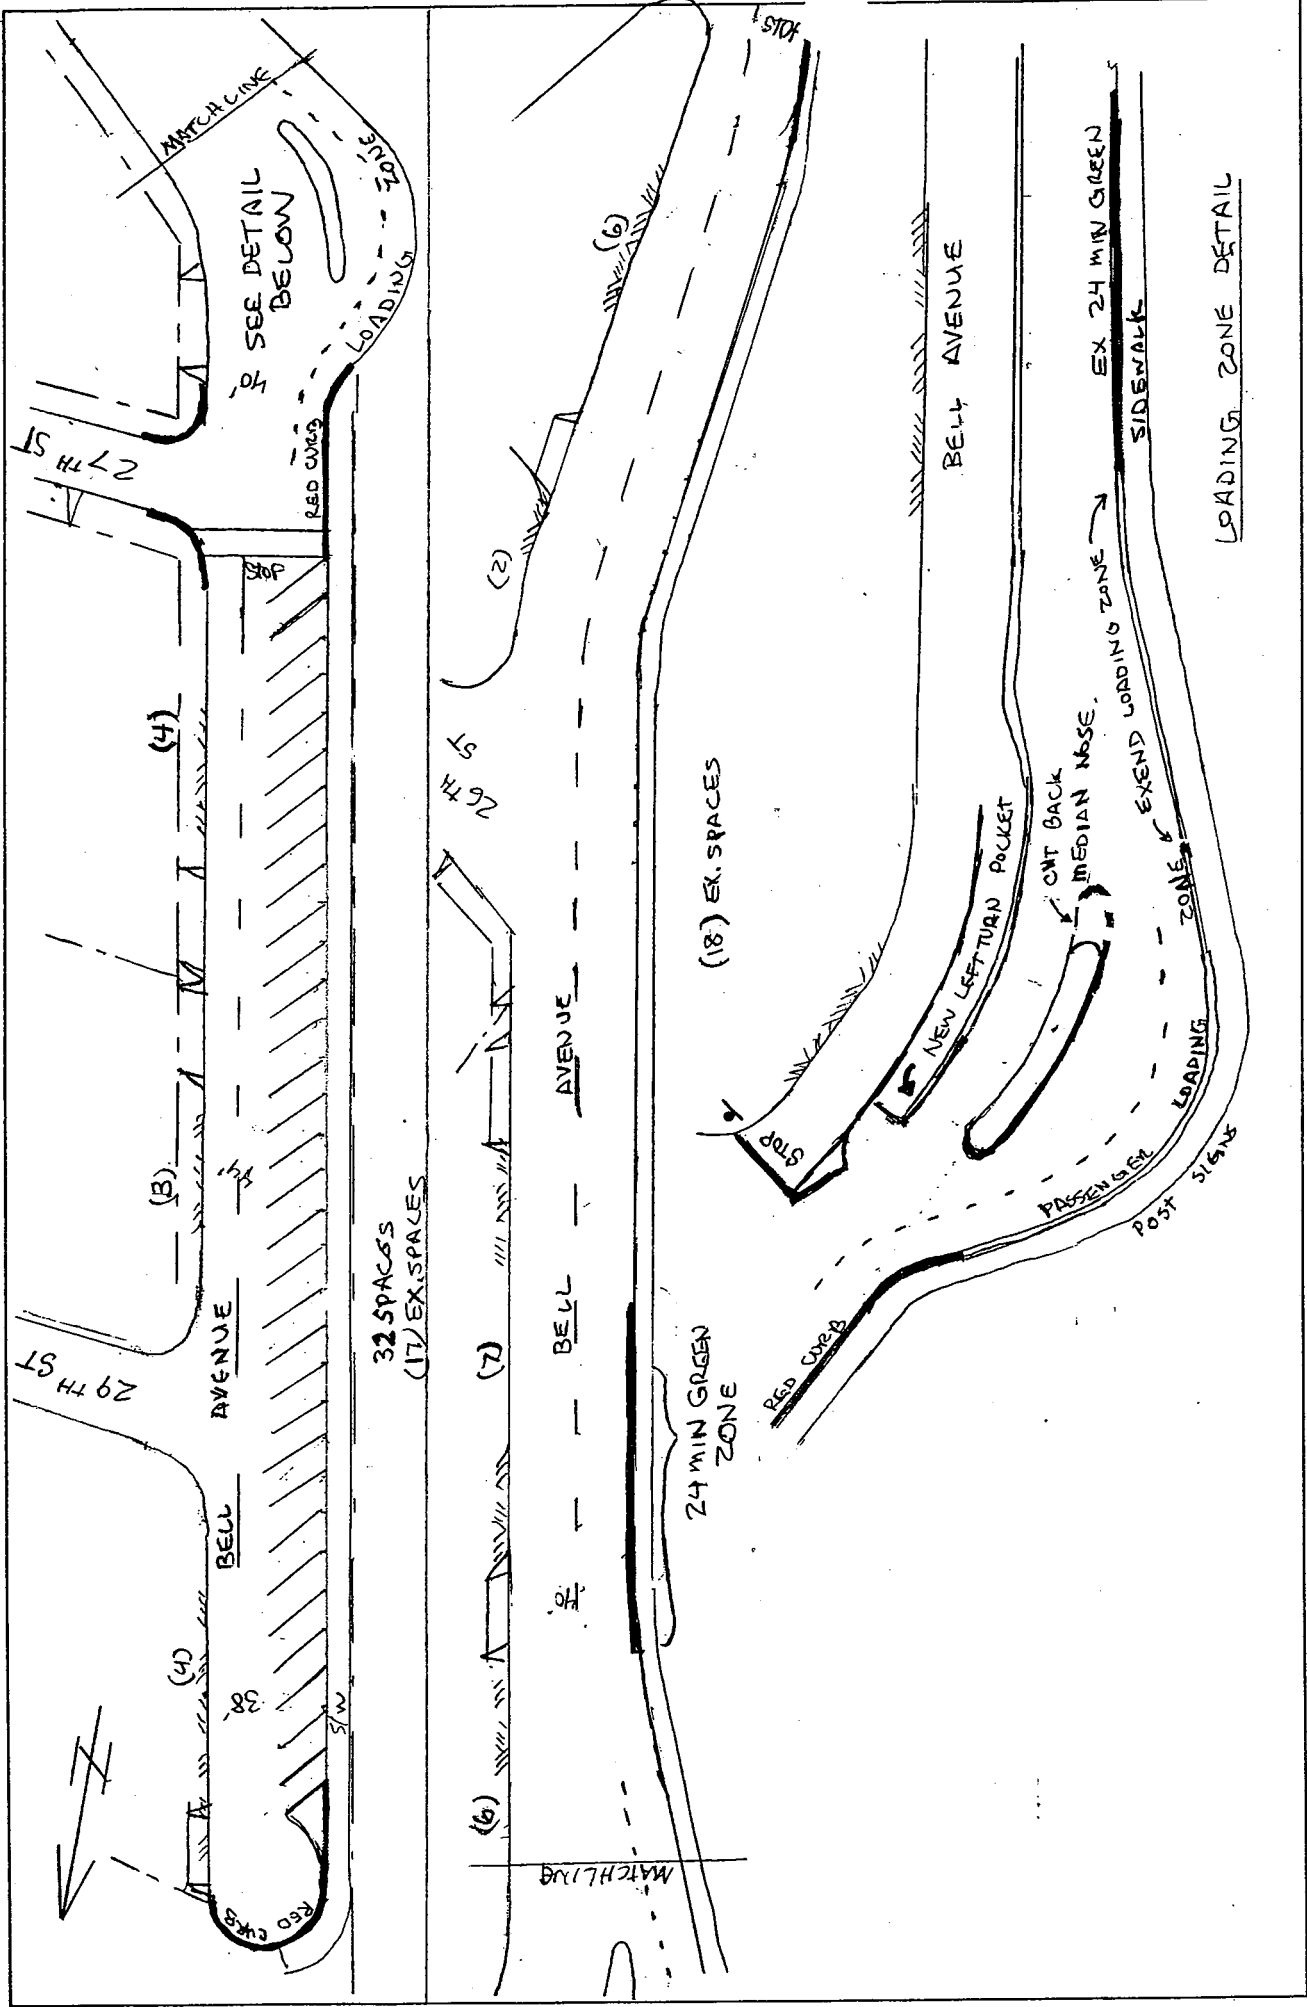 MATCHLINE
27TH ST
40'
SEE DETAIL
BELOW
LOADING ZONE
RED CURB
STOP
(4)
(3)
29TH ST
BELL AVENUE
(4)
38'
S/W
RED CURB
32 SPACES
(17) EX. SPACES
STOP
(6)
(2)
26TH
ST
BELL AVENUE
(7)
(6)
40'
MATCHLINE
24 MIN GREEN
ZONE
(18) EX. SPACES
BELL AVENUE
NEW LEFT TURN POCKET
STOP
CUT BACK
MEDIAN NOSE.
EXEND LOADING ZONE
EX 24 MIN GREEN
SIDEWALK
PASSENGER LOADING ZONE
POST SIGNS
RED CURB
LOADING ZONE DETAIL